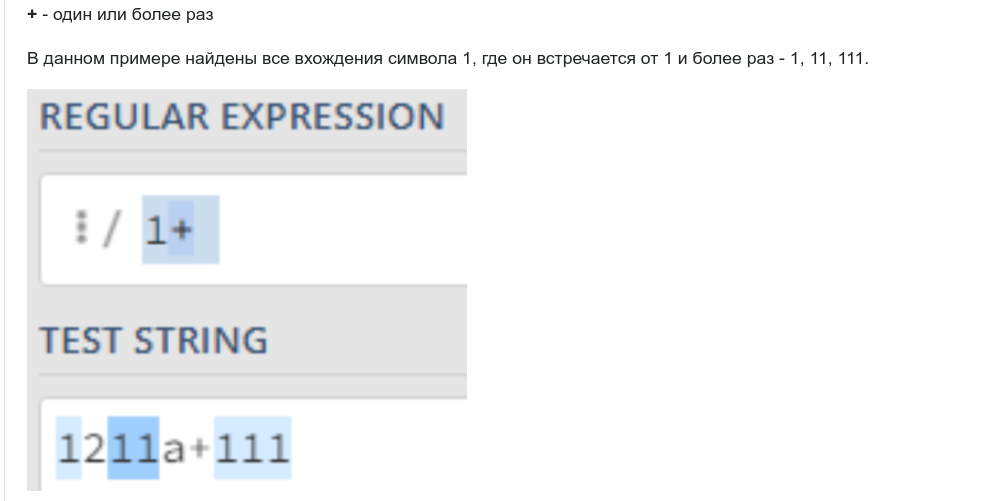 + - один или более раз
В данном примере найдены все вхождения символа 1, где он встречается от 1 и более раз - 1, 11, 111.
REGULAR EXPRESSION
⋮ / 1+
TEST STRING
1211a+111